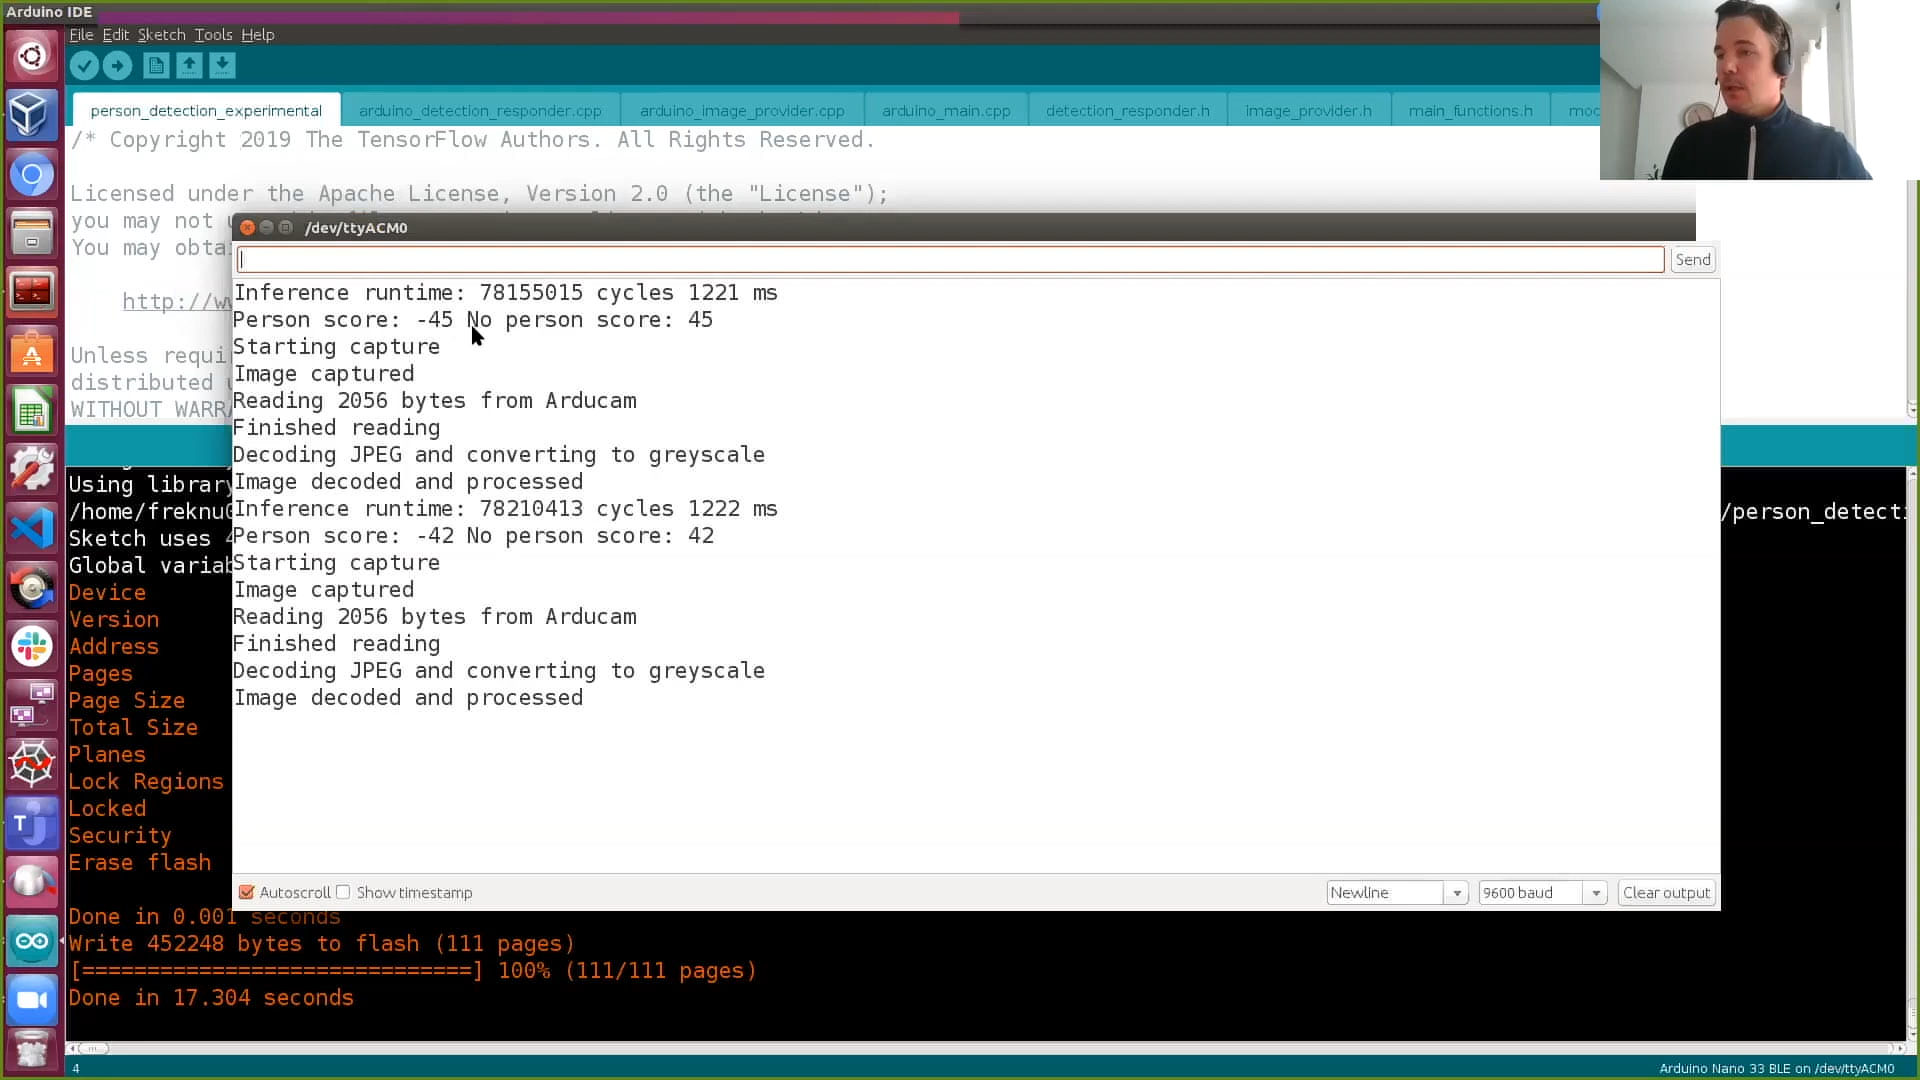 Arduino IDE
File Edit Sketch Tools Help
person_detection_experimental arduino_detection_responder.cpp arduino_image_provider.cpp arduino_main.cpp detection_responder.h image_provider.h main_functions.h moc
/* Copyright 2019 The TensorFlow Authors. All Rights Reserved.
Licensed under the Apache License, Version 2.0 (the "License");
you may not
You may obta
http://w
Unless requi
distributed
WITHOUT WARR
/dev/ttyACM0
Send
Inference runtime: 78155015 cycles 1221 ms
Person score: -45 No person score: 45
Starting capture
Image captured
Reading 2056 bytes from Arducam
Finished reading
Decoding JPEG and converting to greyscale
Image decoded and processed
Inference runtime: 78210413 cycles 1222 ms
Person score: -42 No person score: 42
Starting capture
Image captured
Reading 2056 bytes from Arducam
Finished reading
Decoding JPEG and converting to greyscale
Image decoded and processed
Autoscroll Show timestamp Newline 9600 baud Clear output
Using library
/home/freknu /person_detect
Sketch uses 4
Global variab
Device
Version
Address
Pages
Page Size
Total Size
Planes
Lock Regions
Locked
Security
Erase flash
Done in 0.001 seconds
Write 452248 bytes to flash (111 pages)
[==============================] 100% (111/111 pages)
Done in 17.304 seconds
4 Arduino Nano 33 BLE on /dev/ttyACM0